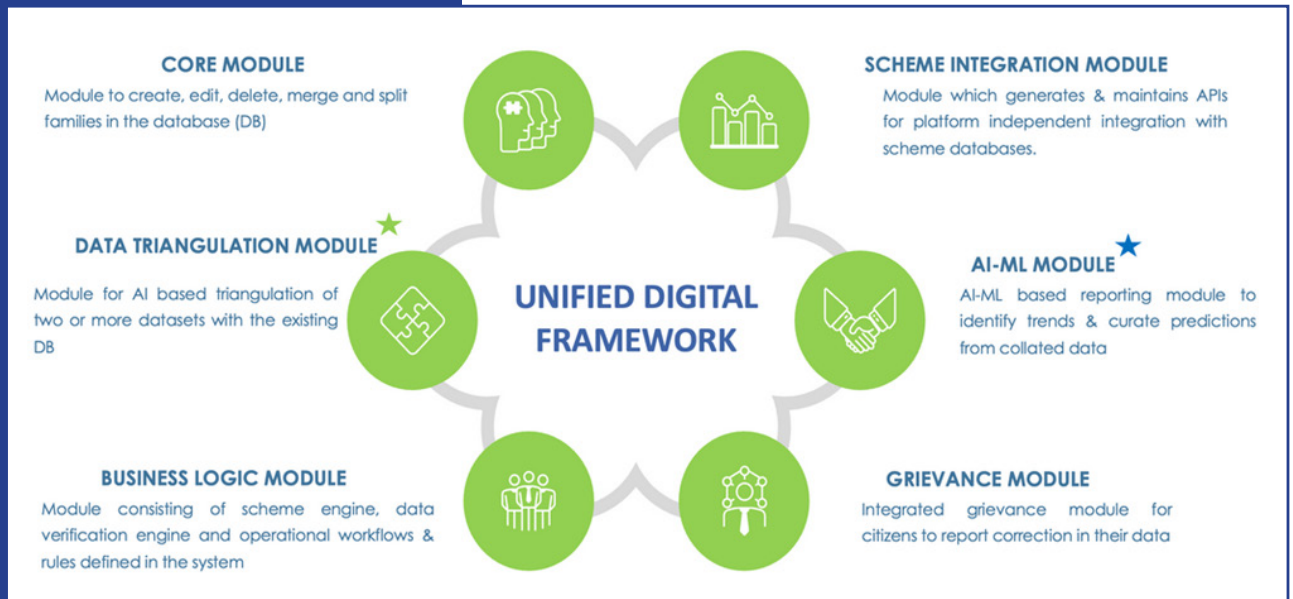 CORE MODULE
Module to create, edit, delete, merge and split
families in the database (DB)
SCHEME INTEGRATION MODULE
Module which generates & maintains APIs
for platform independent integration with
scheme databases.
DATA TRIANGULATION MODULE
Module for AI based triangulation of
two or more datasets with the existing
DB
UNIFIED DIGITAL
FRAMEWORK
AI-ML MODULE
AI-ML based reporting module to
identify trends & curate predictions
from collated data
BUSINESS LOGIC MODULE
Module consisting of scheme engine, data
verification engine and operational workflows &
rules defined in the system
GRIEVANCE MODULE
Integrated grievance module for
citizens to report correction in their data